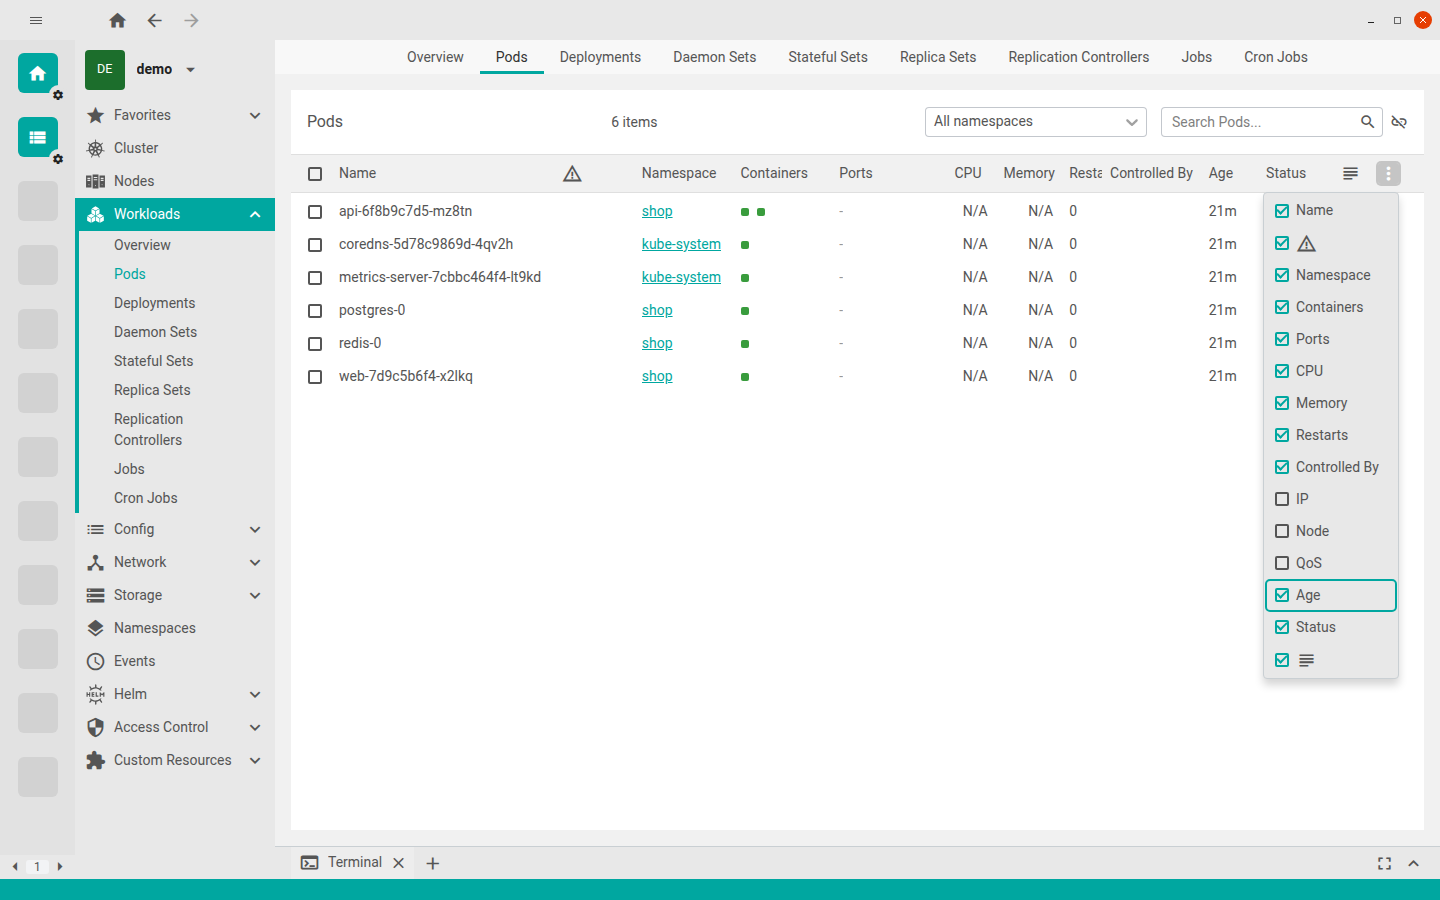 Overview Pods Deployments Daemon Sets Stateful Sets Replica Sets Replication Controllers Jobs Cron Jobs
DE demo
Favorites
Cluster
Nodes
Workloads
Overview
Pods
Deployments
Daemon Sets
Stateful Sets
Replica Sets
Replication
Controllers
Jobs
Cron Jobs
Config
Network
Storage
Namespaces
Events
HELM Helm
Access Control
Custom Resources
1
Pods 6 items All namespaces Search Pods...
Name Namespace Containers Ports CPU Memory Resta Controlled By Age Status
api-6f8b9c7d5-mz8tn shop - N/A N/A 0 21m
coredns-5d78c9869d-4qv2h kube-system - N/A N/A 0 21m
metrics-server-7cbbc464f4-lt9kd kube-system - N/A N/A 0 21m
postgres-0 shop - N/A N/A 0 21m
redis-0 shop - N/A N/A 0 21m
web-7d9c5b6f4-x2lkq shop - N/A N/A 0 21m
Name
Namespace
Containers
Ports
CPU
Memory
Restarts
Controlled By
IP
Node
QoS
Age
Status
Terminal